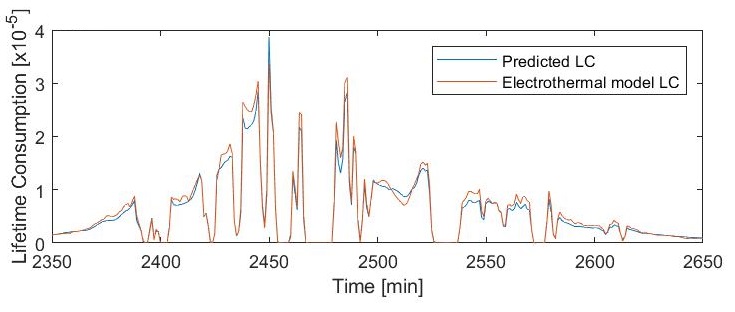 Lifetime Consumption [x10-5]
4
3
2
1
0
Predicted LC
Electrothermal model LC
2350 2400 2450 2500 2550 2600 2650
Time [min]